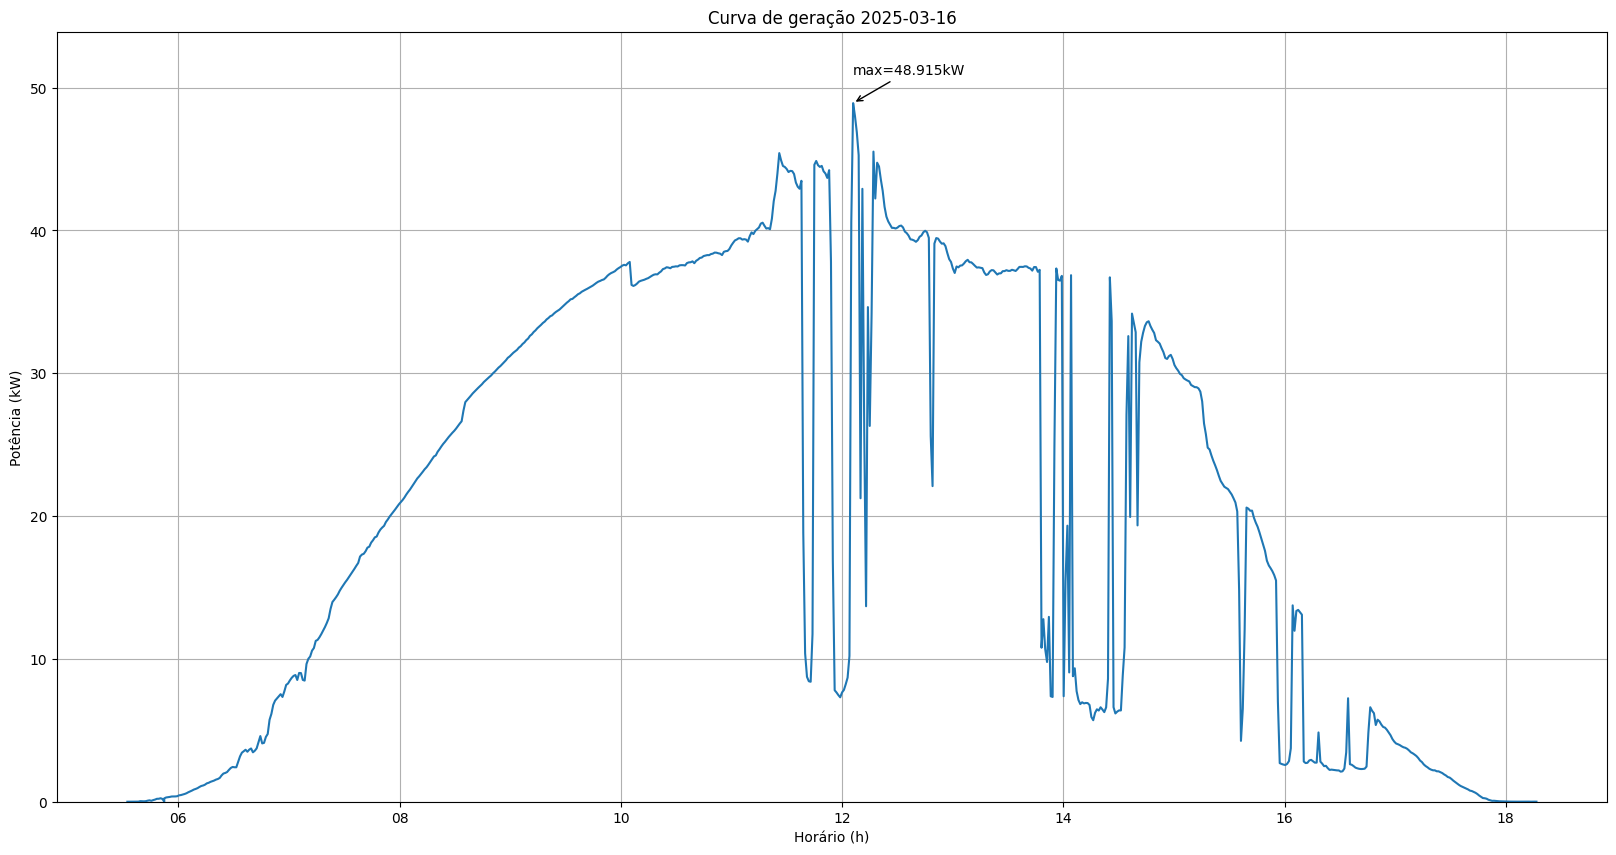 Curva de geração 2025-03-16
max=48.915kW
Potência (kW)
50
40
30
20
10
0
06 08 10 12 14 16 18
Horário (h)